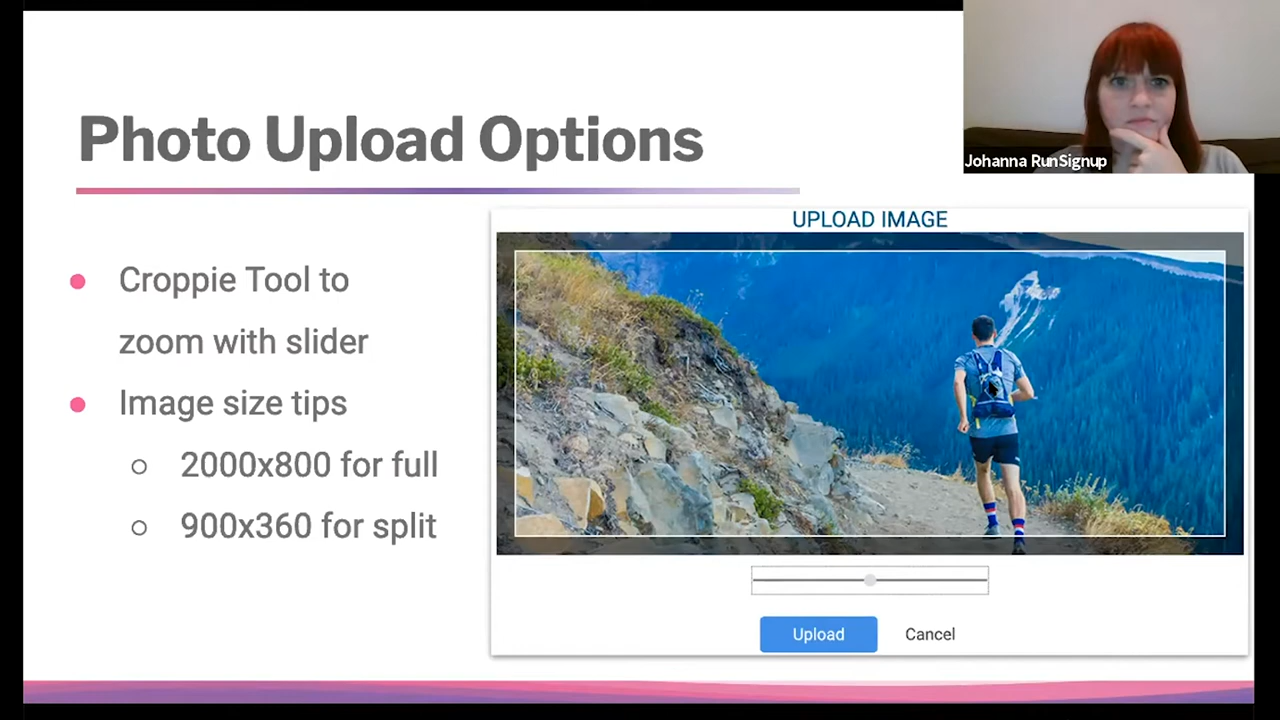 Photo Upload Options
Johanna RunSignup
UPLOAD IMAGE
Croppie Tool to
zoom with slider
Image size tips
2000x800 for full
900x360 for split
Upload
Cancel